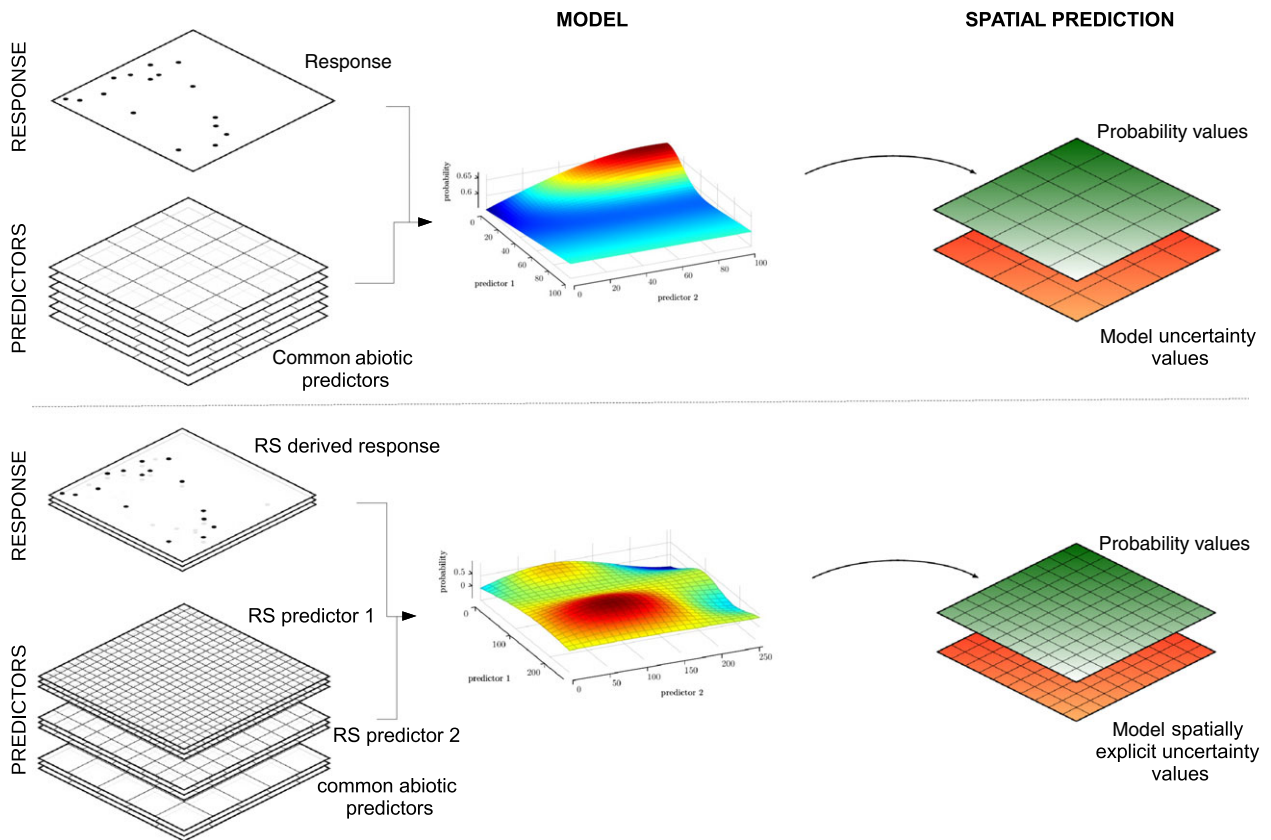 MODEL
SPATIAL PREDICTION
RESPONSE
Response
PREDICTORS
Common abiotic
predictors
probability
0.65
0.6
0
20
40
60
80
100
predictor 1
0
20
40
60
80
100
predictor 2
Probability values
Model uncertainty
values
RESPONSE
RS derived response
PREDICTORS
RS predictor 1
RS predictor 2
common abiotic
predictors
probability
0.5
0
0
100
200
predictor 1
0
50
100
150
200
250
predictor 2
Probability values
Model spatially
explicit uncertainty
values